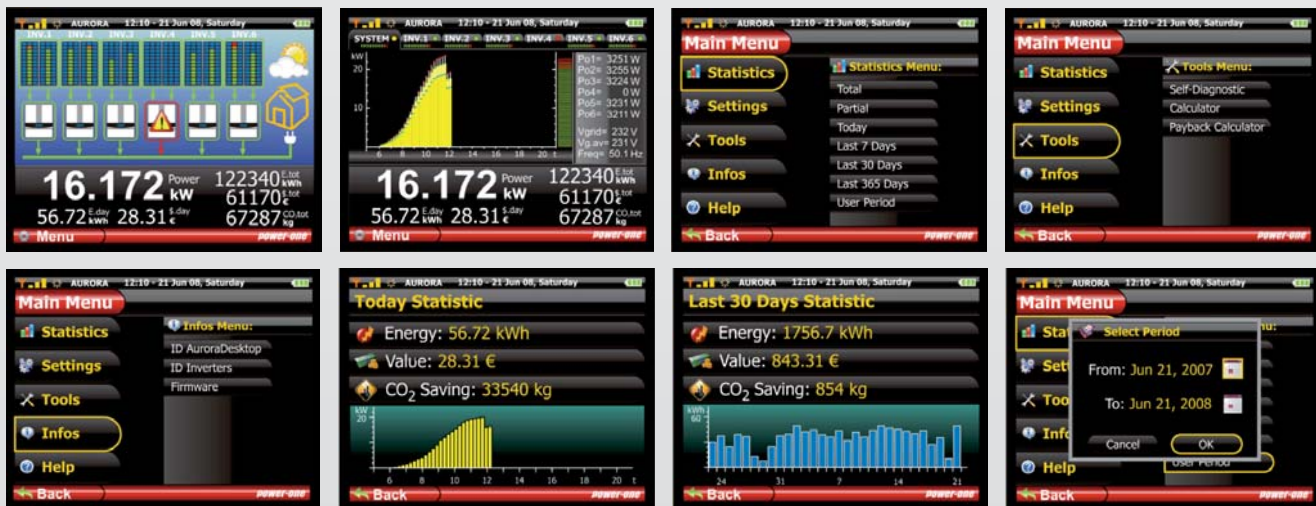 AURORA 12:10 - 21 Jun 08, Saturday
INV.1 INV.2 INV.3 INV.4 INV.5 INV.6
16.172 Power kW
122340 E.tot kWh
61170 $.tot €
56.72 E.day kWh 28.31 $.day €
67287 CO.tot kg
Menu
power-one
AURORA 12:10 - 21 Jun 08, Saturday
SYSTEM INV.1 INV.2 INV.3 INV.4 INV.5 INV.6
kW
20
10
6 8 10 12 14 16 18 20 t
Po1= 3251 W
Po2= 3255 W
Po3= 3224 W
Po4= 0 W
Po5= 3231 W
Po6= 3211 W
Vgrid= 232 V
Vg.av= 231 V
Freq= 50.1 Hz
16.172 Power kW
122340 E.tot kWh
61170 $.tot €
56.72 E.day kWh 28.31 $.day €
67287 CO.tot kg
Menu
power-one
AURORA 12:10 - 21 Jun 08, Saturday
Main Menu
Statistics
Settings
Tools
Infos
Help
Statistics Menu:
Total
Partial
Today
Last 7 Days
Last 30 Days
Last 365 Days
User Period
Back
power-one
AURORA 12:10 - 21 Jun 08, Saturday
Main Menu
Statistics
Settings
Tools
Infos
Help
Tools Menu:
Self-Diagnostic
Calculator
Payback Calculator
Back
power-one
AURORA 12:10 - 21 Jun 08, Saturday
Main Menu
Statistics
Settings
Tools
Infos
Help
Infos Menu:
ID AuroraDesktop
ID Inverters
Firmware
Back
power-one
AURORA 12:10 - 21 Jun 08, Saturday
Today Statistic
Energy: 56.72 kWh
Value: 28.31 €
CO2 Saving: 33540 kg
kW
20
6 8 10 12 14 16 18 20 t
Back
power-one
AURORA 12:10 - 21 Jun 08, Saturday
Last 30 Days Statistic
Energy: 1756.7 kWh
Value: 843.31 €
CO2 Saving: 854 kg
kWh
60
24 31 7 14 21
Back
power-one
AURORA 12:10 - 21 Jun 08, Saturday
Main Menu
Sta
Set
Too
Info
Help
nu:
Select Period
From: Jun 21, 2007
To: Jun 21, 2008
Cancel OK
User Period
Back
power-one